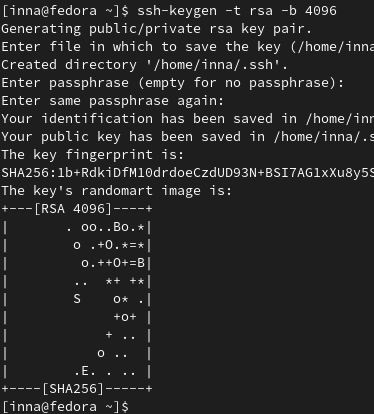 [inna@fedora ~]$ ssh-keygen -t rsa -b 4096
Generating public/private rsa key pair.
Enter file in which to save the key (/home/inna
Created directory '/home/inna/.ssh'.
Enter passphrase (empty for no passphrase):
Enter same passphrase again:
Your identification has been saved in /home/inn
Your public key has been saved in /home/inna/.s
The key fingerprint is:
SHA256:1b+RdkiDfM10drdoeCzdUD93N+BSI7AG1xXu8y5S
The key's randomart image is:
+---[RSA 4096]----+
|       . oo..Bo.*|
|        o .+O.*=*|
|         o.++O+=B|
|        ..  *+ +*|
|        S    o* .|
|             +o+ |
|            + .. |
|           o ..  |
|        .E. . .. |
+----[SHA256]-----+
[inna@fedora ~]$